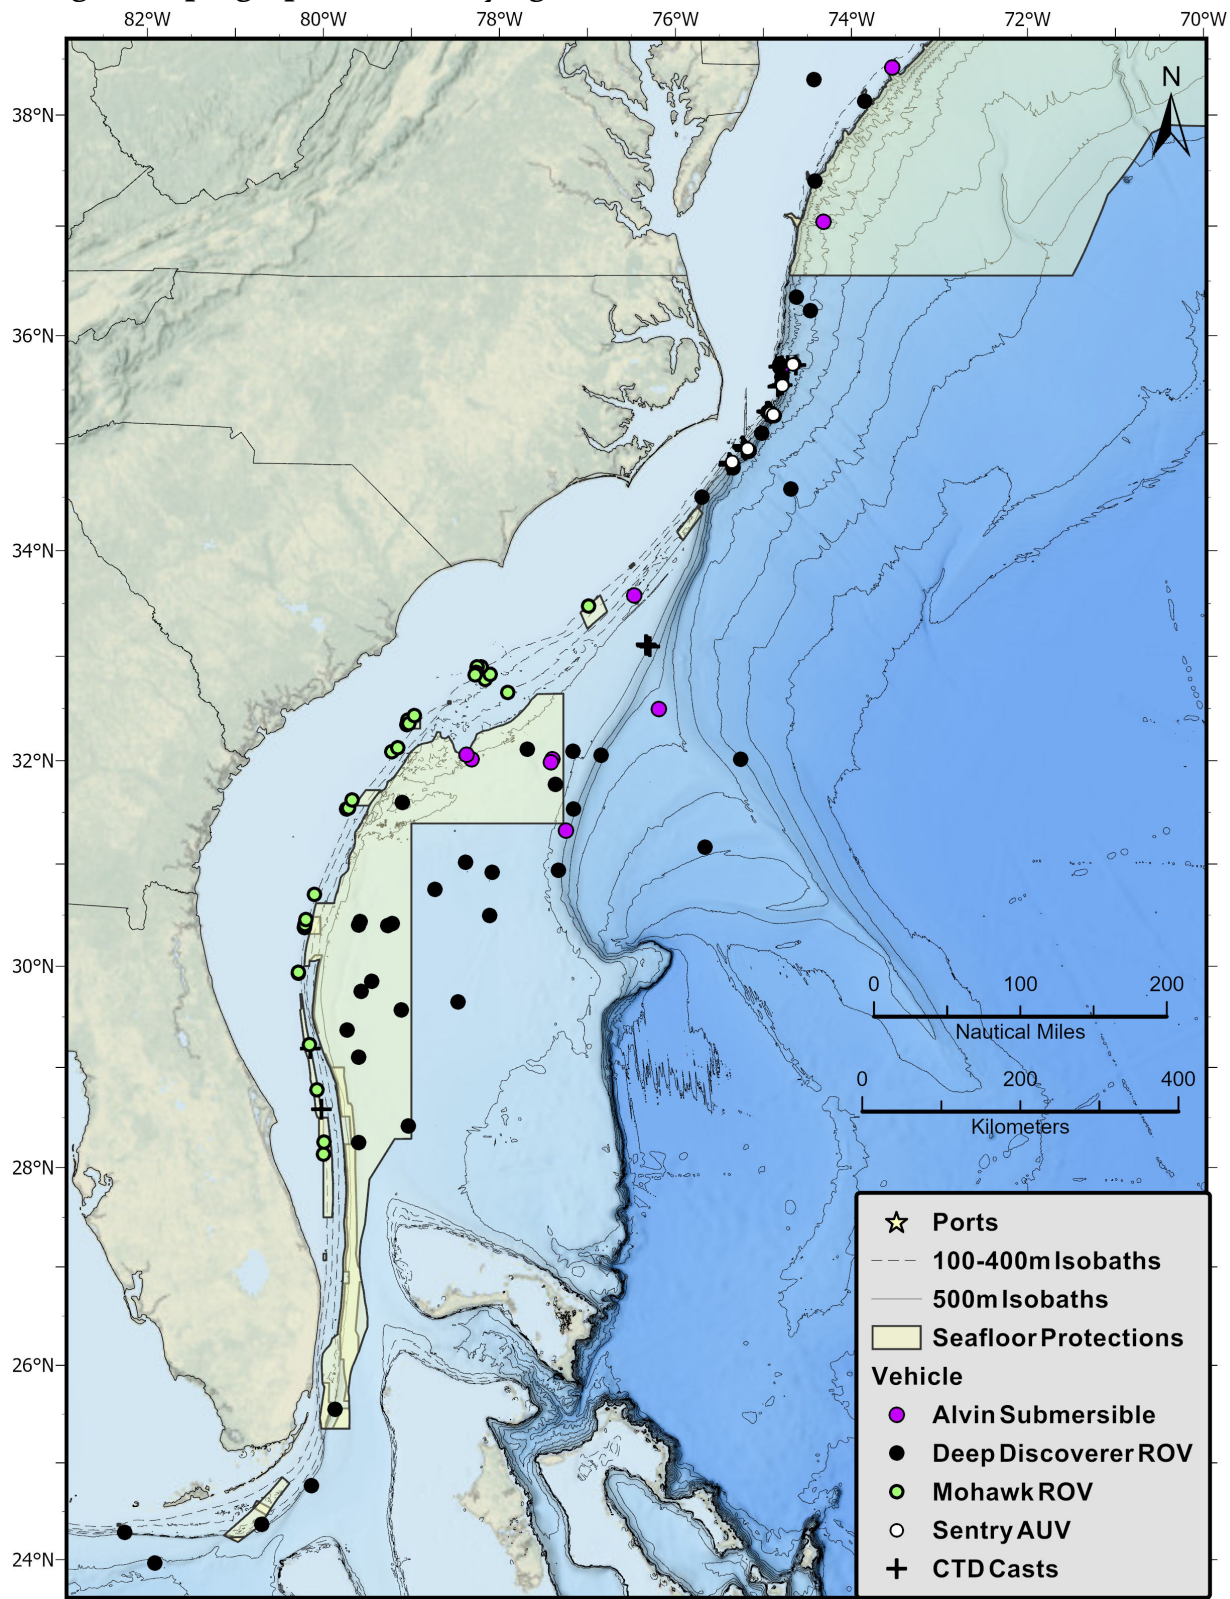 82°W 80°W 78°W 76°W 74°W 72°W 70°W
N
38°N
36°N
34°N
32°N
30°N
28°N
26°N
24°N
0 100 200
Nautical Miles
0 200 400
Kilometers
Ports
100-400m Isobaths
500m Isobaths
Seafloor Protections
Vehicle
Alvin Submersible
Deep Discoverer ROV
Mohawk ROV
Sentry AUV
CTD Casts